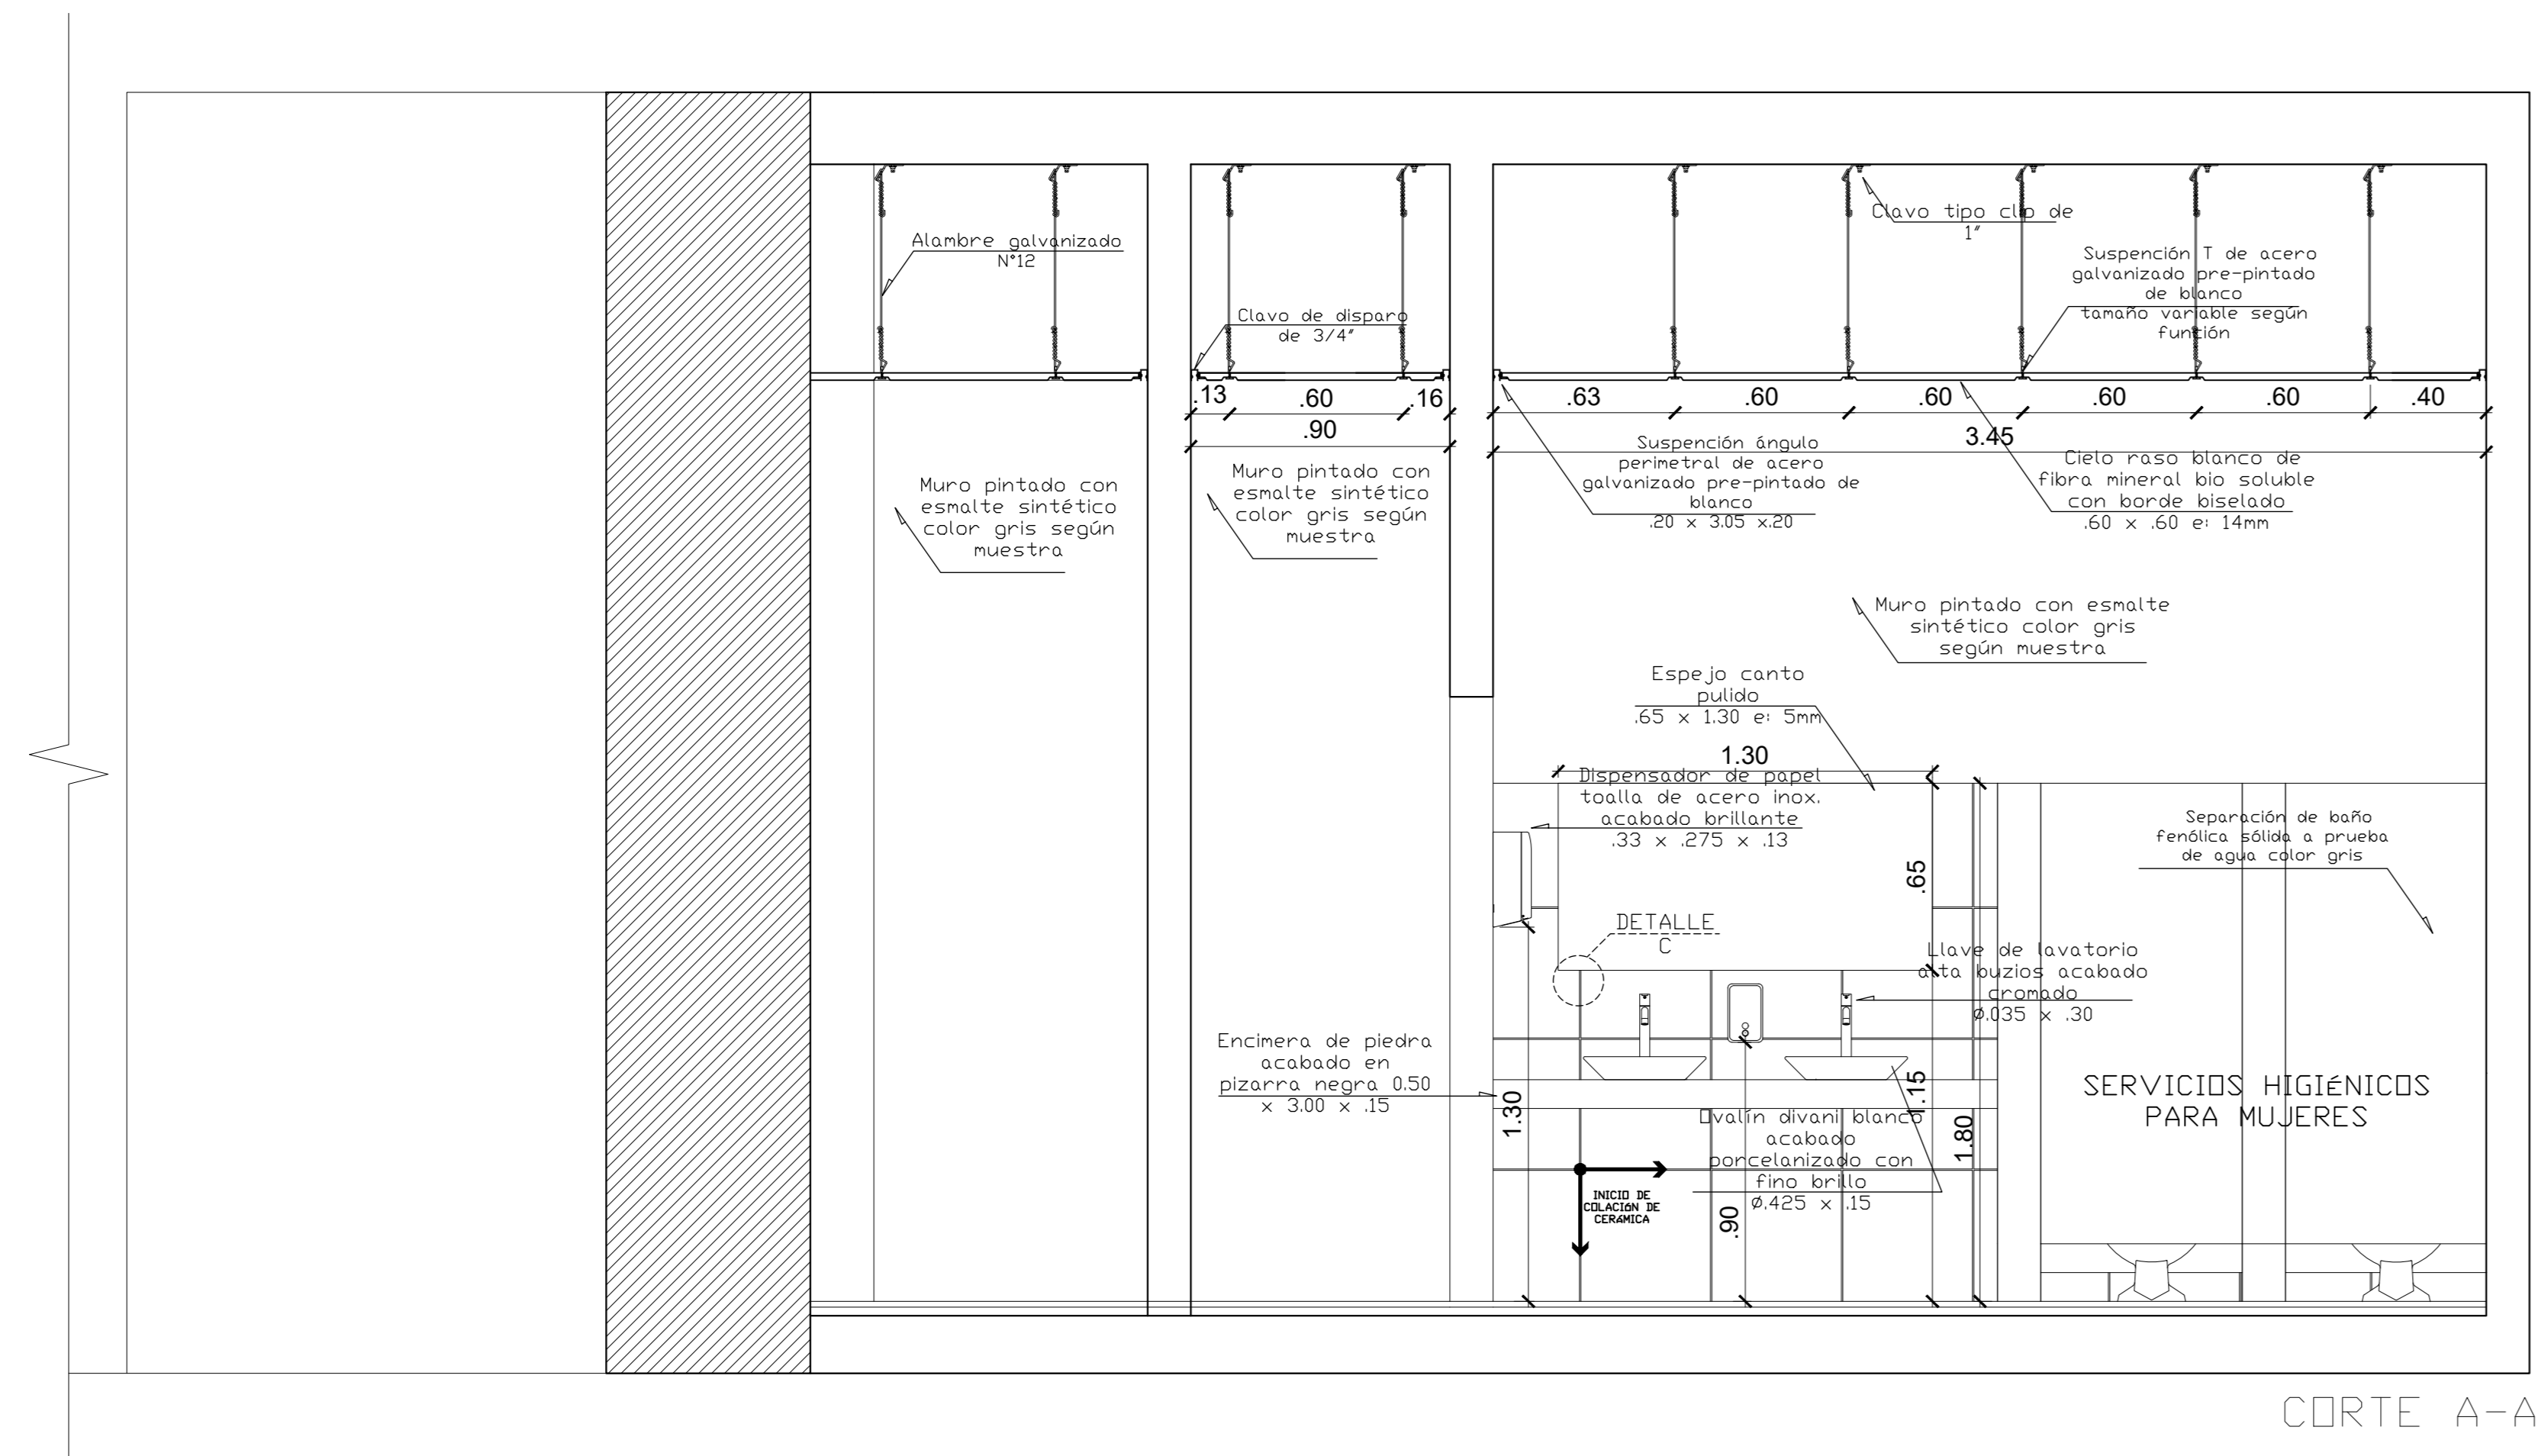 Clavo tipo clip de
1"
Alambre galvanizado
N°12
Suspención T de acero
galvanizado pre-pintado
de blanco
tamaño variable según
función
Clavo de disparo
de 3/4"
.13
.60
.16
.90
.63
.60
.60
.60
.60
.40
3.45
Muro pintado con
esmalte sintético
color gris según
muestra
Muro pintado con
esmalte sintético
color gris según
muestra
Suspención ángulo
perimetral de acero
galvanizado pre-pintado de
blanco
.20 x 3.05 x.20
Cielo raso blanco de
fibra mineral bio soluble
con borde biselado
.60 x .60 e: 14mm
Muro pintado con esmalte
sintético color gris
según muestra
Espejo canto
pulido
.65 x 1.30 e: 5mm
1.30
Dispensador de papel
toalla de acero inox.
acabado brillante
.33 x .275 x .13
.65
Separación de baño
fenólica sólida a prueba
de agua color gris
DETALLE
C
Llave de lavatorio
alta buzios acabado
cromado
Ø.035 x .30
Encimera de piedra
acabado en
pizarra negra 0.50
x 3.00 x .15
1.30
1.15
1.80
.90
Ovalín divani blanco
acabado
porcelanizado con
fino brillo
Ø.425 x .15
INICIO DE
COLACIóN DE
CERáMICA
SERVICIOS HIGIéNICOS
PARA MUJERES
CORTE A-A